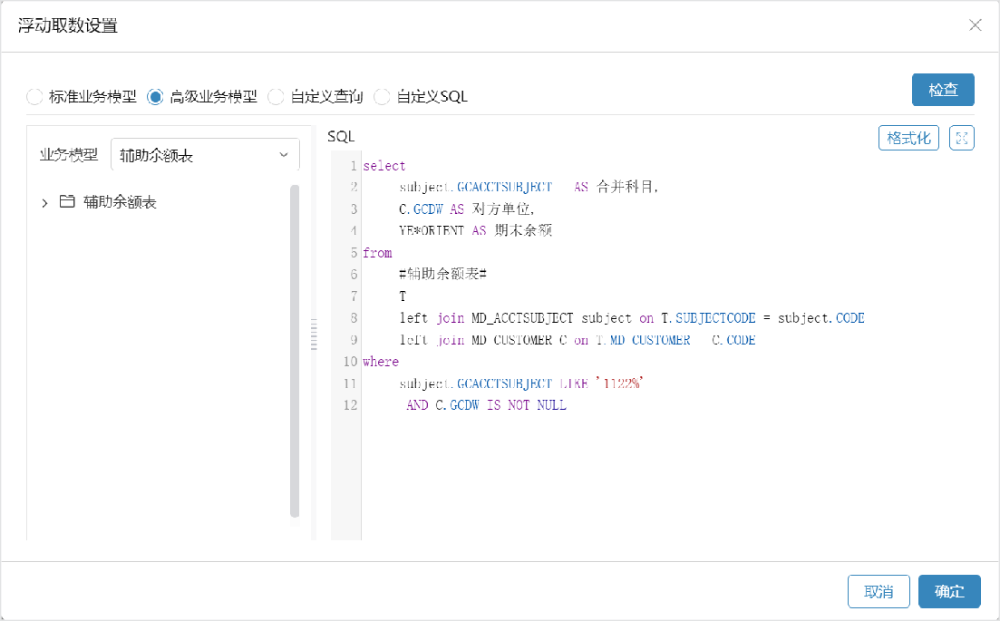 浮动取数设置
标准业务模型 高级业务模型 自定义查询 自定义SQL
检查
业务模型 辅助余额表
辅助余额表
SQL
格式化
1 select
2 subject.GCACCTSUBJECT AS 合并科目,
3 C.GCDW AS 对方单位,
4 YE*ORIENT AS 期末余额
5 from
6 #辅助余额表#
7 T
8 left join MD_ACCTSUBJECT subject on T.SUBJECTCODE = subject.CODE
9 left join MD CUSTOMER C on T.MD CUSTOMER C.CODE
10 where
11 subject.GCACCTSUBJECT LIKE '1122%'
12 AND C.GCDW IS NOT NULL
取消 确定